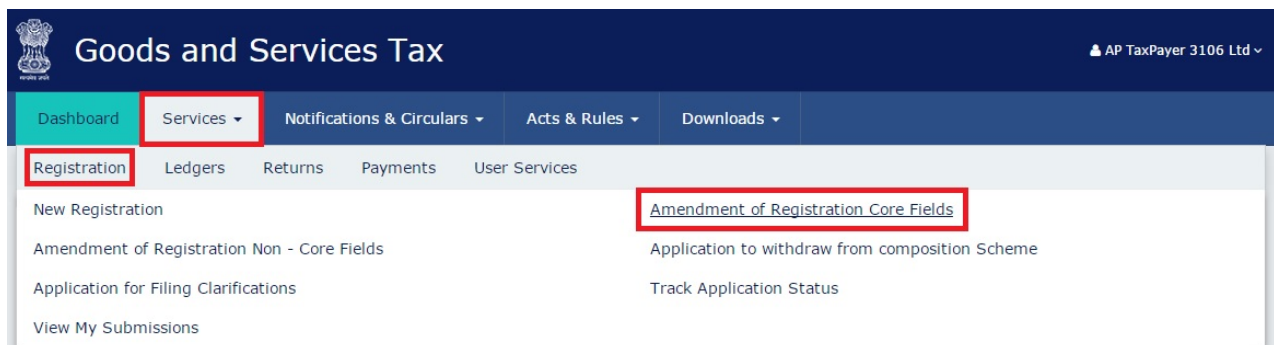 Goods and Services Tax
AP TaxPayer 3106 Ltd
Dashboard Services Notifications & Circulars Acts & Rules Downloads
Registration Ledgers Returns Payments User Services
New Registration Amendment of Registration Core Fields
Amendment of Registration Non - Core Fields Application to withdraw from composition Scheme
Application for Filing Clarifications Track Application Status
View My Submissions